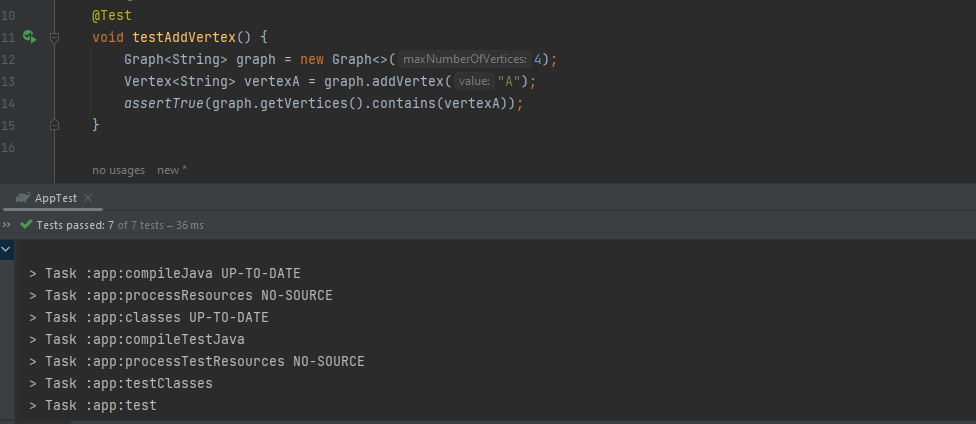 10 @Test
11 void testAddVertex() {
12 Graph<String> graph = new Graph<>( maxNumberOfVertices: 4);
13 Vertex<String> vertexA = graph.addVertex( value: "A");
14 assertTrue(graph.getVertices().contains(vertexA));
15 }
16
no usages new *
AppTest ×
›› Tests passed: 7 of 7 tests – 36 ms
> Task :app:compileJava UP-TO-DATE
> Task :app:processResources NO-SOURCE
> Task :app:classes UP-TO-DATE
> Task :app:compileTestJava
> Task :app:processTestResources NO-SOURCE
> Task :app:testClasses
> Task :app:test